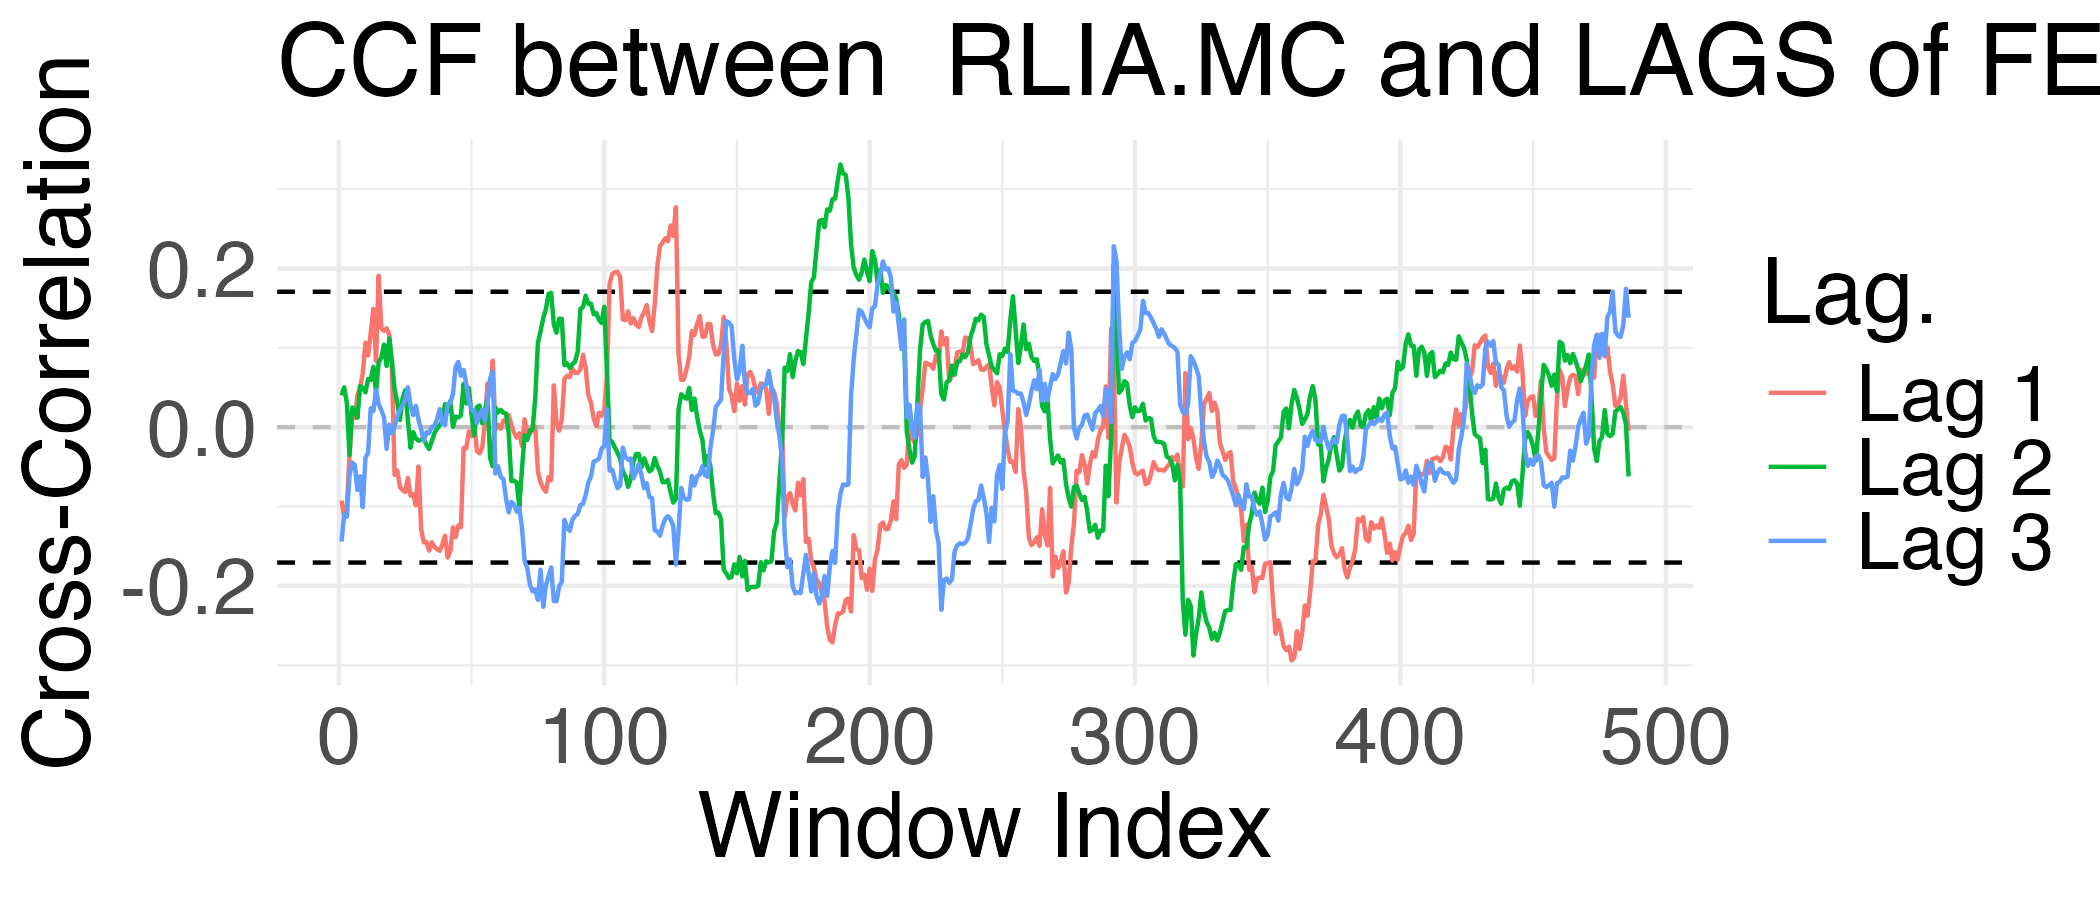 CCF between RLIA.MC and LAGS of FE
Cross-Correlation
0.2
0.0
-0.2
0
100
200
300
400
500
Window Index
Lag.
Lag 1
Lag 2
Lag 3